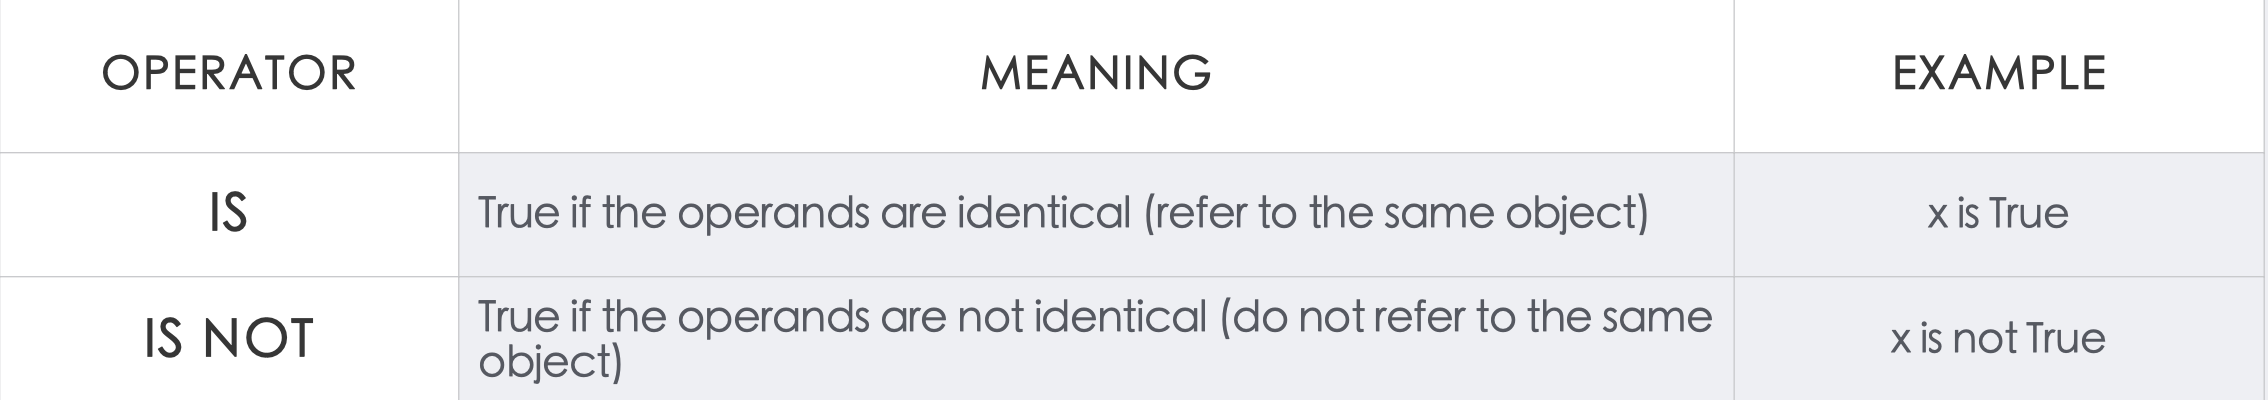 OPERATOR MEANING EXAMPLE
IS True if the operands are identical (refer to the same object) x is True
IS NOT True if the operands are not identical (do not refer to the same
object) x is not True